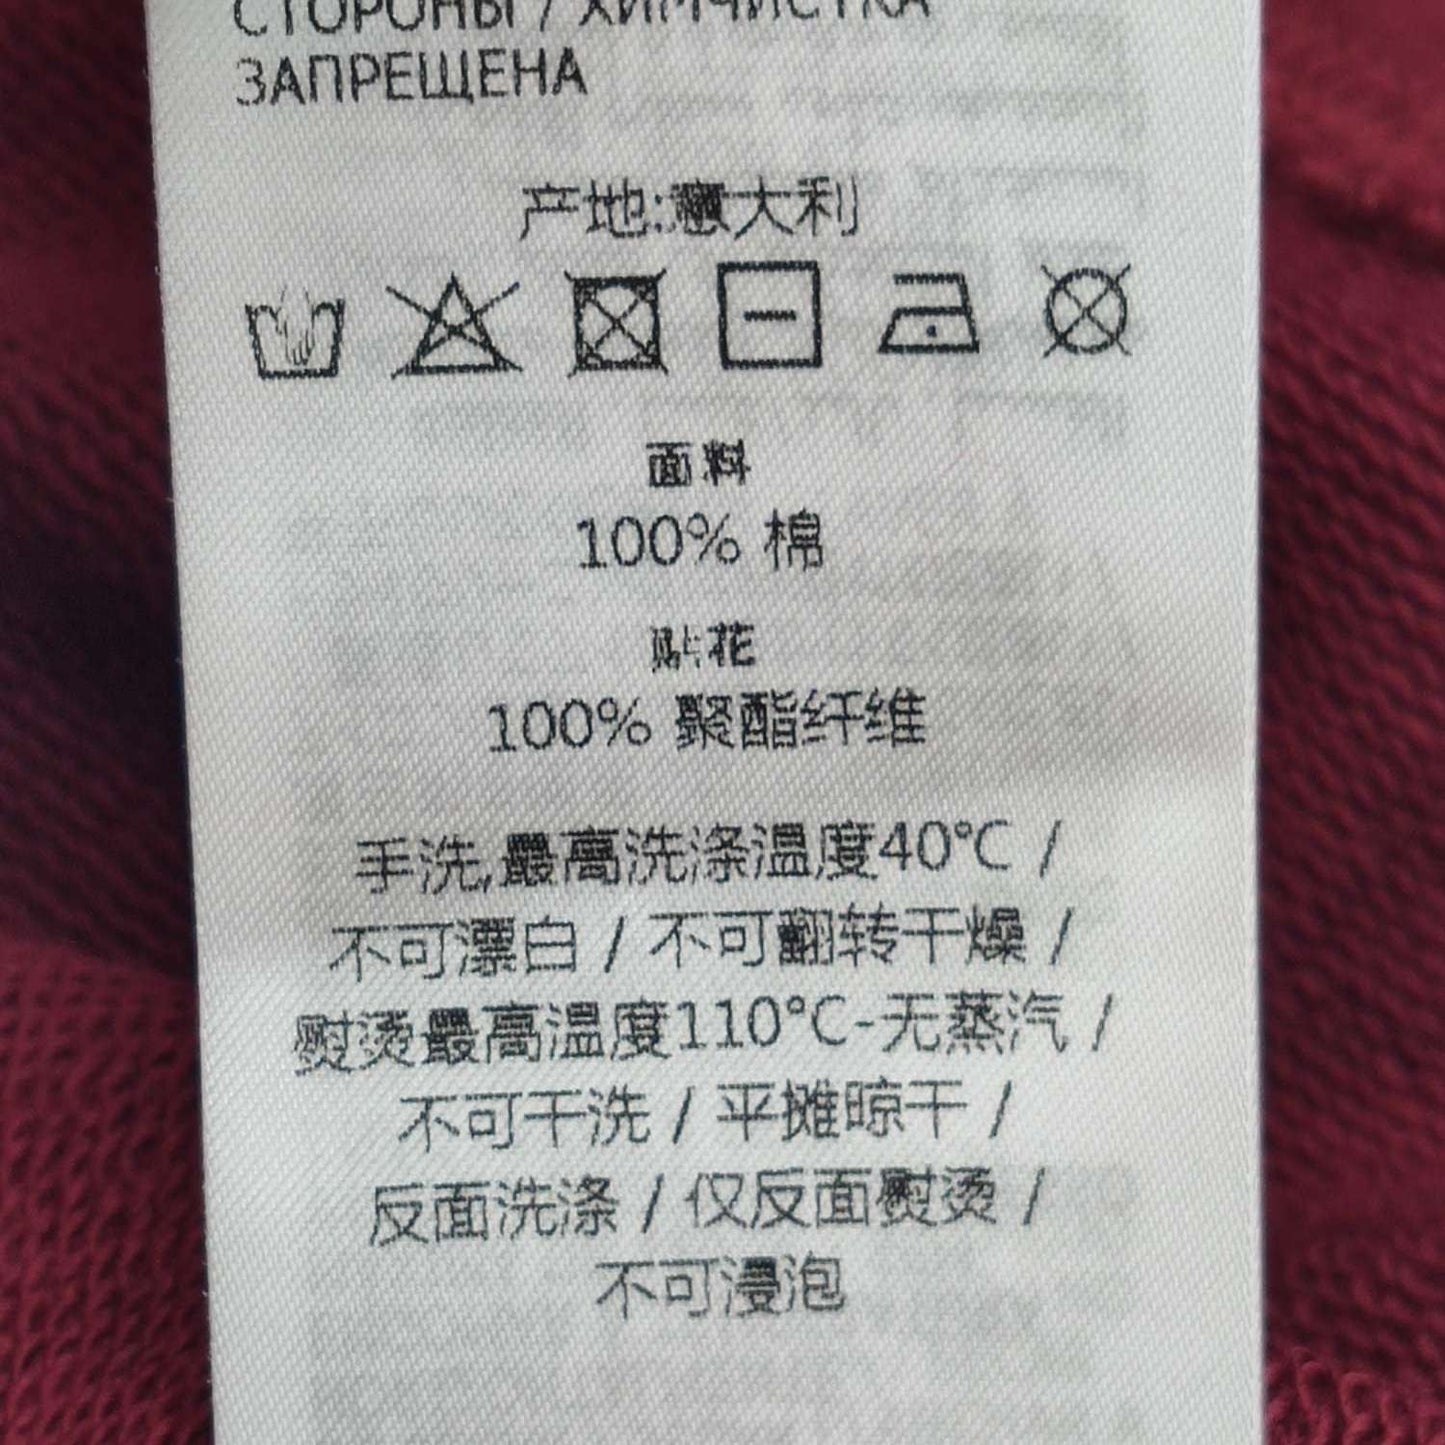 СТОРОНЫ / ХИМЧИСТКА
ЗАПРЕЩЕНА
产地:意大利
面料
100% 棉
贴花
100% 聚酯纤维
手洗,最高洗涤温度40°C /
不可漂白 / 不可翻转干燥 /
熨烫最高温度110°C-无蒸汽 /
不可干洗 / 平摊晾干 /
反面洗涤 / 仅反面熨烫 /
不可浸泡